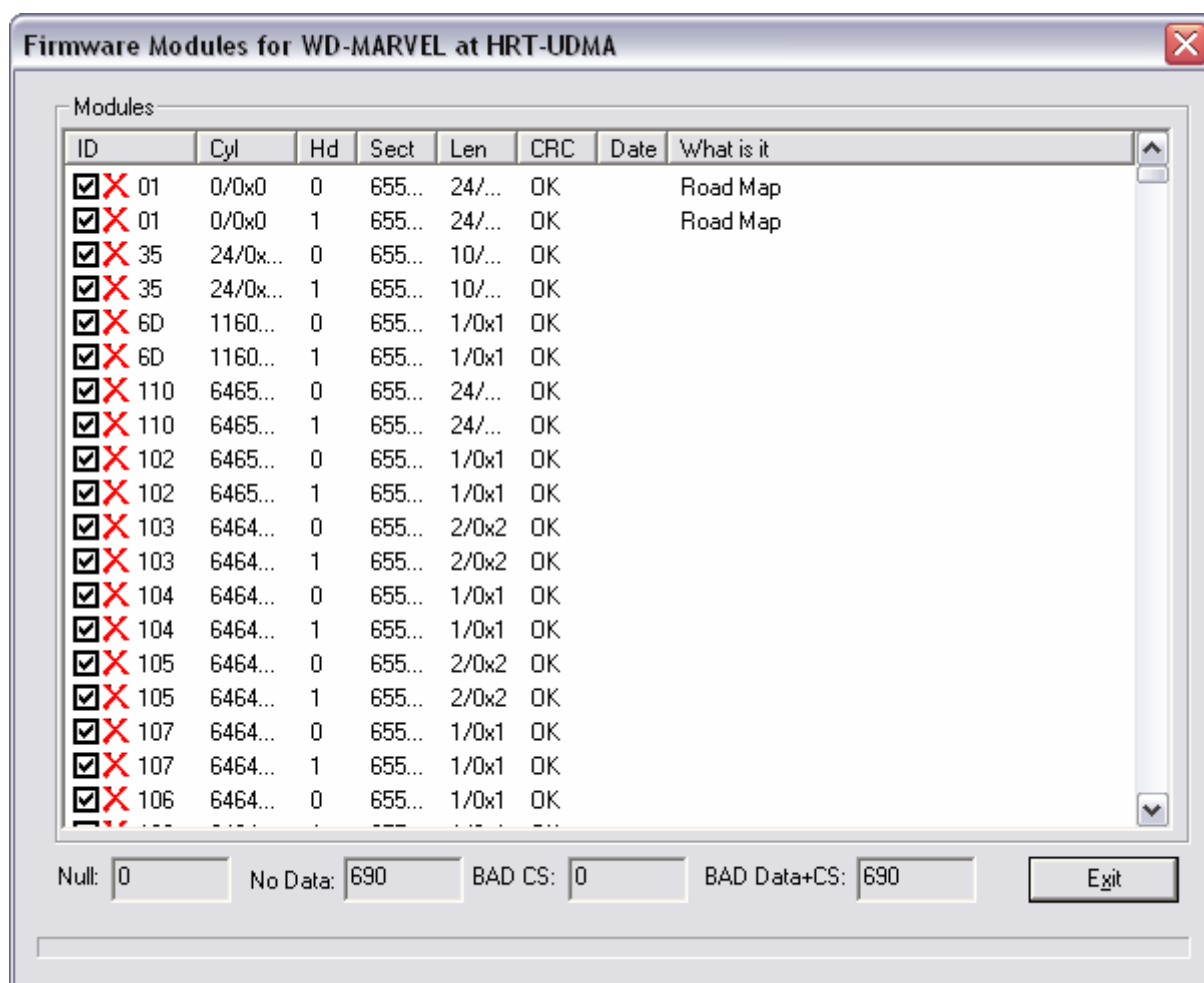 Firmware Modules for WD-MARVEL at HRT-UDMA
Modules
ID Cyl Hd Sect Len CRC Date What is it
01 0/0x0 0 655... 24/... OK Road Map
01 0/0x0 1 655... 24/... OK Road Map
35 24/0x... 0 655... 10/... OK
35 24/0x... 1 655... 10/... OK
6D 1160... 0 655... 1/0x1 OK
6D 1160... 1 655... 1/0x1 OK
110 6465... 0 655... 24/... OK
110 6465... 1 655... 24/... OK
102 6465... 0 655... 1/0x1 OK
102 6465... 1 655... 1/0x1 OK
103 6464... 0 655... 2/0x2 OK
103 6464... 1 655... 2/0x2 OK
104 6464... 0 655... 1/0x1 OK
104 6464... 1 655... 1/0x1 OK
105 6464... 0 655... 2/0x2 OK
105 6464... 1 655... 2/0x2 OK
107 6464... 0 655... 1/0x1 OK
107 6464... 1 655... 1/0x1 OK
106 6464... 0 655... 1/0x1 OK
Null: 0 No Data: 690 BAD CS: 0 BAD Data+CS: 690 Exit